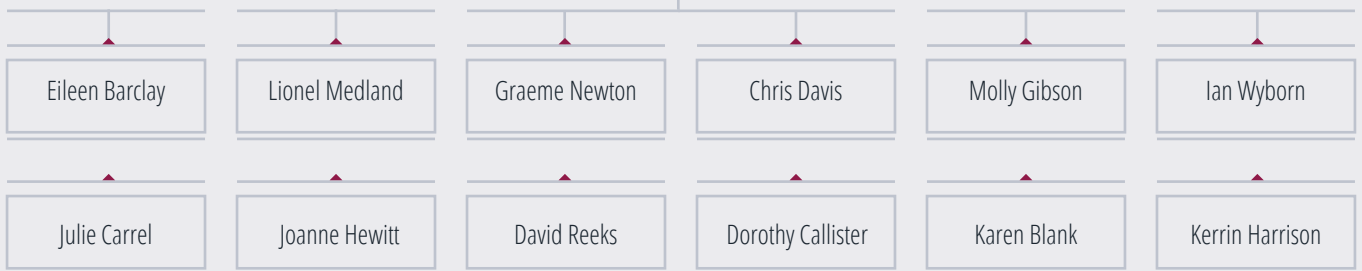 Eileen Barclay
Lionel Medland
Graeme Newton
Chris Davis
Molly Gibson
Ian Wyborn
Julie Carrel
Joanne Hewitt
David Reeks
Dorothy Callister
Karen Blank
Kerrin Harrison